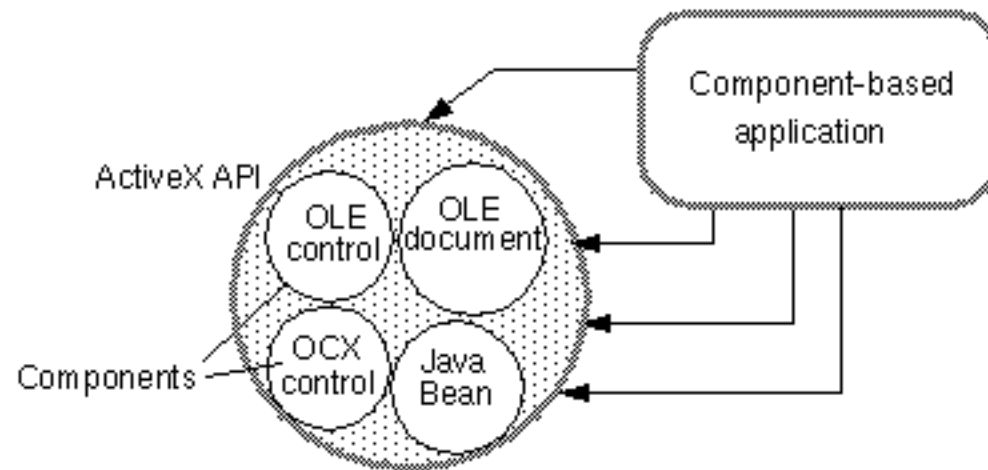 Component-based
application
ActiveX API
OLE
control
OLE
document
Components
OCX
control
Java
Bean